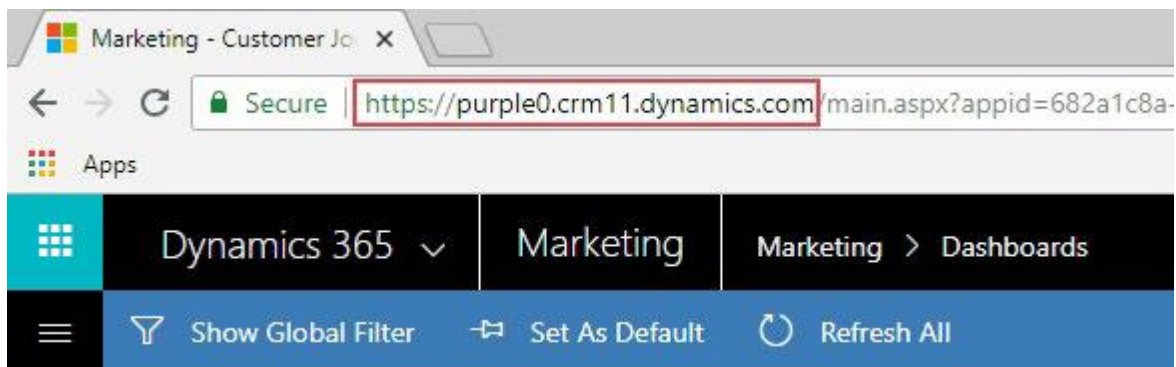 Marketing - Customer Jo
Secure | https://purple0.crm11.dynamics.com/main.aspx?appid=682a1c8a-
Apps
Dynamics 365 Marketing Marketing > Dashboards
Show Global Filter Set As Default Refresh All